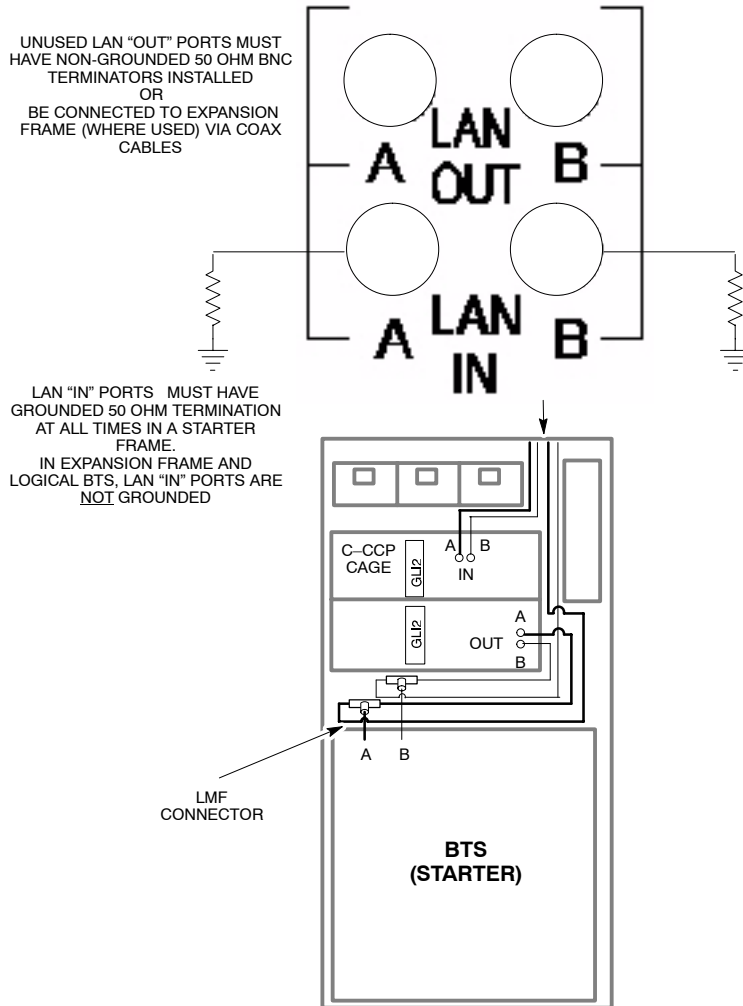 UNUSED LAN “OUT” PORTS MUST
HAVE NON-GROUNDED 50 OHM BNC
TERMINATORS INSTALLED
OR
BE CONNECTED TO EXPANSION
FRAME (WHERE USED) VIA COAX
CABLES
LAN
OUT
A
B
LAN
IN
A
B
LAN “IN” PORTS MUST HAVE
GROUNDED 50 OHM TERMINATION
AT ALL TIMES IN A STARTER
FRAME.
IN EXPANSION FRAME AND
LOGICAL BTS, LAN “IN” PORTS ARE
NOT GROUNDED
C–CCP
CAGE
GLI2
A B
IN
GLI2
A
OUT
B
A B
LMF
CONNECTOR
BTS
(STARTER)